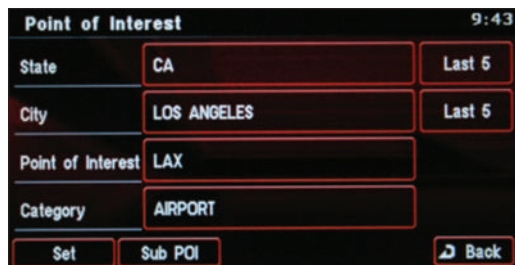 Point of Interest 9:43
State CA Last 5
City LOS ANGELES Last 5
Point of Interest LAX
Category AIRPORT
Set Sub POI Back